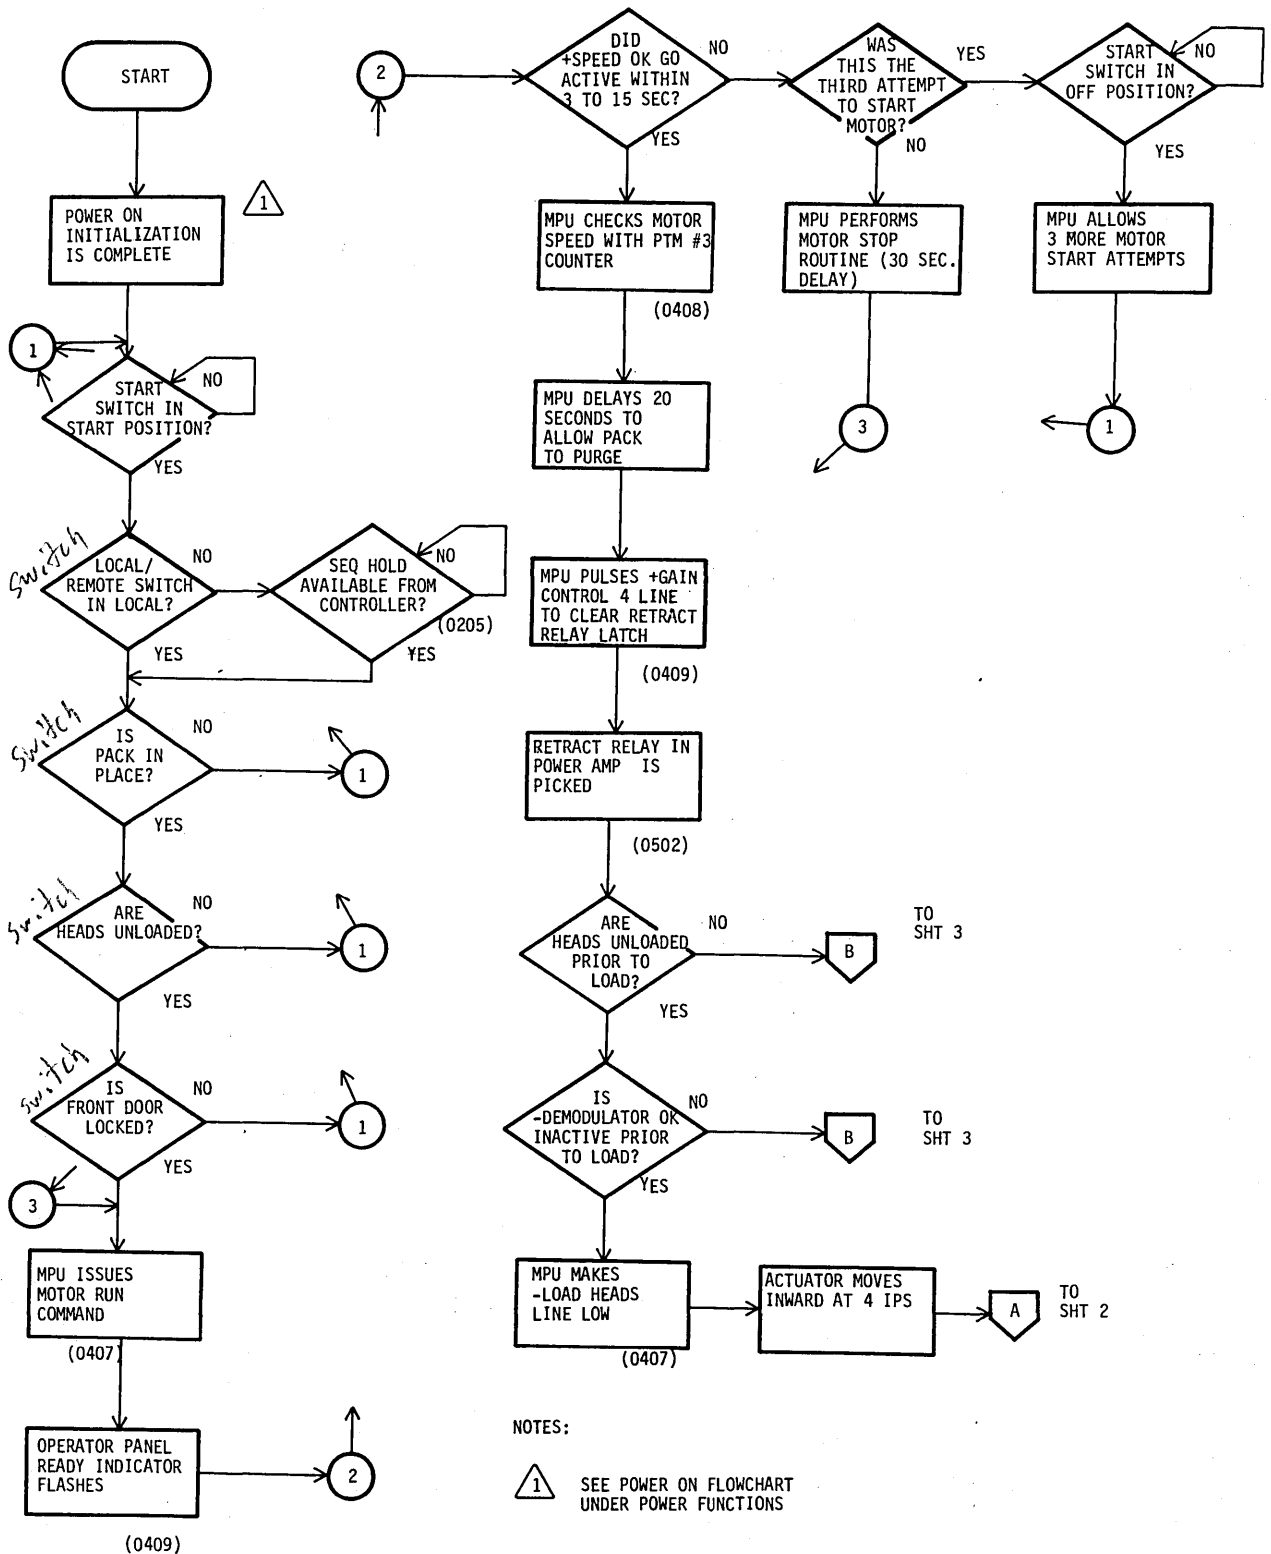 START
POWER ON
INITIALIZATION
IS COMPLETE
1
1
START
SWITCH IN
START POSITION?
NO
YES
Switch
LOCAL/
REMOTE SWITCH
IN LOCAL?
NO
YES
SEQ HOLD
AVAILABLE FROM
CONTROLLER?
NO
(0205)
YES
Switch
IS
PACK IN
PLACE?
NO
1
YES
Switch
ARE
HEADS UNLOADED?
NO
1
YES
Switch
IS
FRONT DOOR
LOCKED?
NO
1
YES
3
MPU ISSUES
MOTOR RUN
COMMAND
(0407)
OPERATOR PANEL
READY INDICATOR
FLASHES
(0409)
2
2
DID
+SPEED OK GO
ACTIVE WITHIN
3 TO 15 SEC?
NO
YES
WAS
THIS THE
THIRD ATTEMPT
TO START
MOTOR?
YES
NO
START
SWITCH IN
OFF POSITION?
NO
YES
MPU CHECKS MOTOR
SPEED WITH PTM #3
COUNTER
(0408)
MPU PERFORMS
MOTOR STOP
ROUTINE (30 SEC.
DELAY)
3
MPU ALLOWS
3 MORE MOTOR
START ATTEMPTS
1
MPU DELAYS 20
SECONDS TO
ALLOW PACK
TO PURGE
MPU PULSES +GAIN
CONTROL 4 LINE
TO CLEAR RETRACT
RELAY LATCH
(0409)
RETRACT RELAY IN
POWER AMP IS
PICKED
(0502)
ARE
HEADS UNLOADED
PRIOR TO
LOAD?
NO
B
TO
SHT 3
YES
IS
-DEMODULATOR OK
INACTIVE PRIOR
TO LOAD?
NO
B
TO
SHT 3
YES
MPU MAKES
-LOAD HEADS
LINE LOW
(0407)
ACTUATOR MOVES
INWARD AT 4 IPS
A
TO
SHT 2
NOTES:
1
SEE POWER ON FLOWCHART
UNDER POWER FUNCTIONS